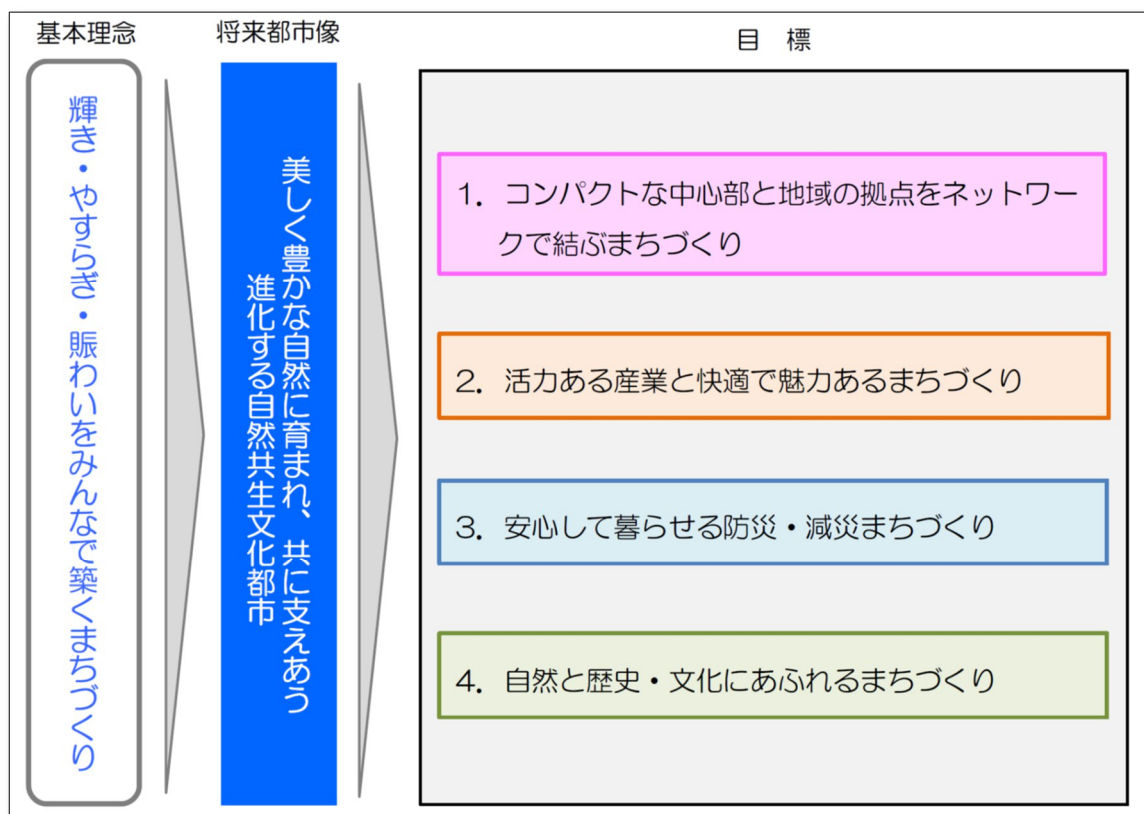 基本理念
輝き・やすらぎ・賑わいをみんなで築くまちづくり
将来都市像
美しく豊かな自然に育まれ、共に支えあう
進化する自然共生文化都市
目　標
1．コンパクトな中心部と地域の拠点をネットワー
クで結ぶまちづくり
2．活力ある産業と快適で魅力あるまちづくり
3．安心して暮らせる防災・減災まちづくり
4．自然と歴史・文化にあふれるまちづくり